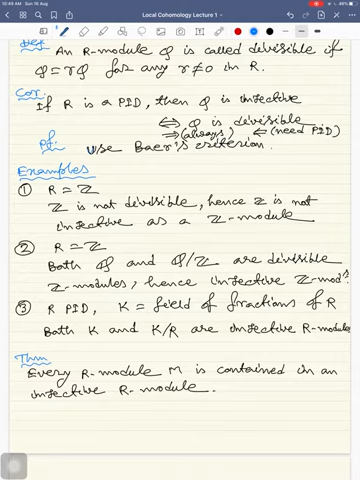 10:49 AM Sun 16 Aug
46%
Local Cohomology Lecture 1
Def
An R-module Q is called divisible if
Q = rQ for any r ≠ 0 in R.
Cor.
If R is a PID, then Q is injective
⟺ Q is divisible
⟹ (always) ⟸ (need PID)
Pf. Use Baer's criterion.
Examples
① R = ℤ
ℤ is not divisible, hence ℤ is not
injective as a ℤ-module
② R = ℤ
Both ℚ and ℚ/ℤ are divisible
ℤ-modules, hence injective ℤ-mod
③ R PID, K = field of fractions of R
Both K and K/R are injective R-modules
Thm
Every R-module M is contained in an
injective R-module.